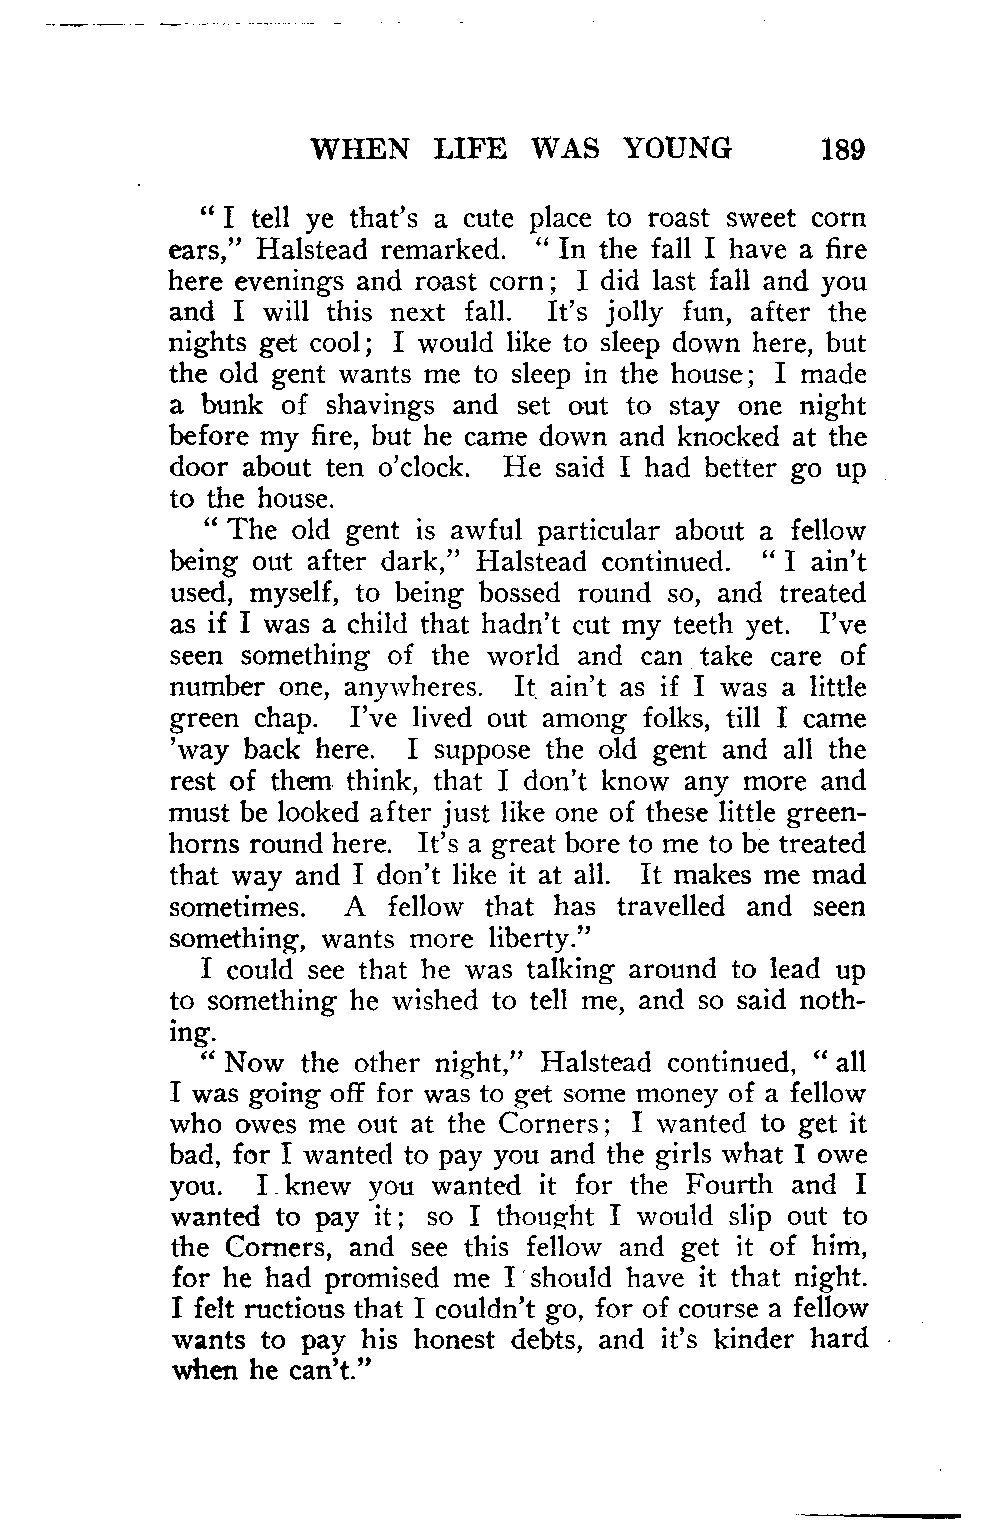 WHEN LIFE WAS YOUNG 189
" I tell ye that's a cute place to roast sweet corn
ears," Halstead remarked. " In the fall I have a fire
here evenings and roast corn; I did last fall and you
and I will this next fall. It's jolly fun, after the
nights get cool; I would like to sleep down here, but
the old gent wants me to sleep in the house; I made
a bunk of shavings and set out to stay one night
before my fire, but he came down and knocked at the
door about ten o'clock. He said I had better go up
to the house.
" The old gent is awful particular about a fellow
being out after dark," Halstead continued. " I ain't
used, myself, to being bossed round so, and treated
as if I was a child that hadn't cut my teeth yet. I've
seen something of the world and can take care of
number one, anywheres. It ain't as if I was a little
green chap. I've lived out among folks, till I came
'way back here. I suppose the old gent and all the
rest of them think, that I don't know any more and
must be looked after just like one of these little green-
horns round here. It's a great bore to me to be treated
that way and I don't like it at all. It makes me mad
sometimes. A fellow that has travelled and seen
something, wants more liberty."
I could see that he was talking around to lead up
to something he wished to tell me, and so said noth-
ing.
" Now the other night," Halstead continued, " all
I was going off for was to get some money of a fellow
who owes me out at the Corners; I wanted to get it
bad, for I wanted to pay you and the girls what I owe
you. I knew you wanted it for the Fourth and I
wanted to pay it; so I thought I would slip out to
the Corners, and see this fellow and get it of him,
for he had promised me I should have it that night.
I felt ructious that I couldn't go, for of course a fellow
wants to pay his honest debts, and it's kinder hard
when he can't."